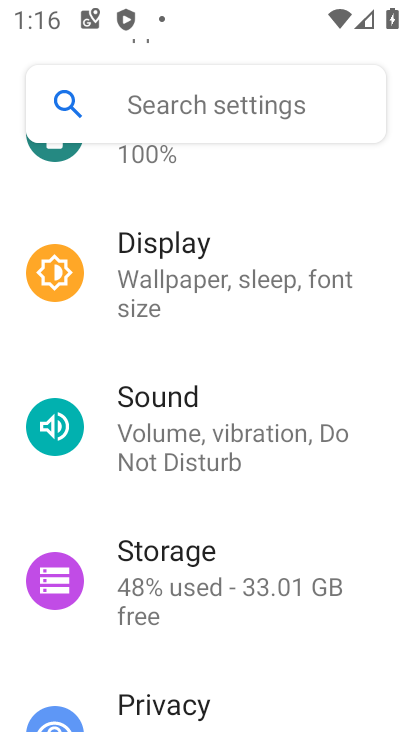 1:16
Search settings
100%
Display
Wallpaper, sleep, font
size
Sound
Volume, vibration, Do
Not Disturb
Storage
48% used - 33.01 GB
free
Privacy